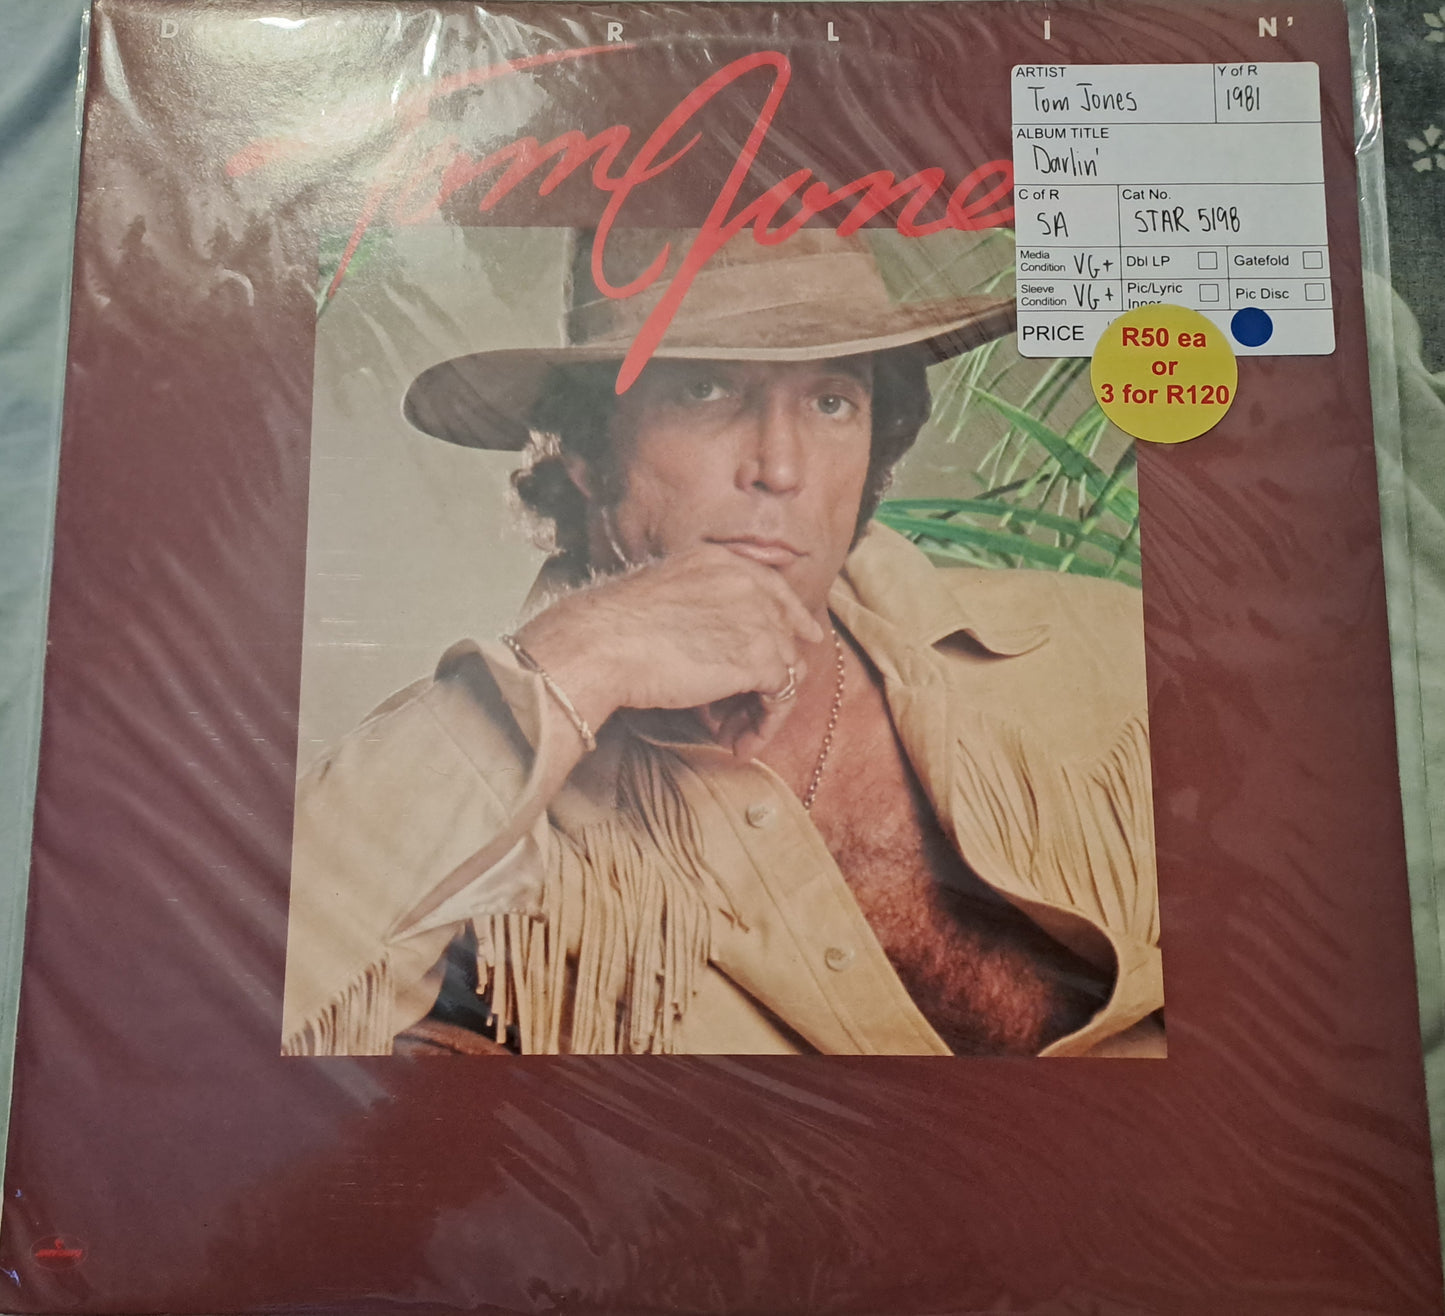 D A R L I N'
Tom Jones
ARTIST
Tom Jones
Y of R
1981
ALBUM TITLE
Darlin'
C of R
SA
Cat No.
STAR 5198
Media Condition VG+
Dbl LP
Gatefold
Sleeve Condition VG+
Pic/Lyric
Inner
Pic Disc
PRICE
R50 ea
or
3 for R120